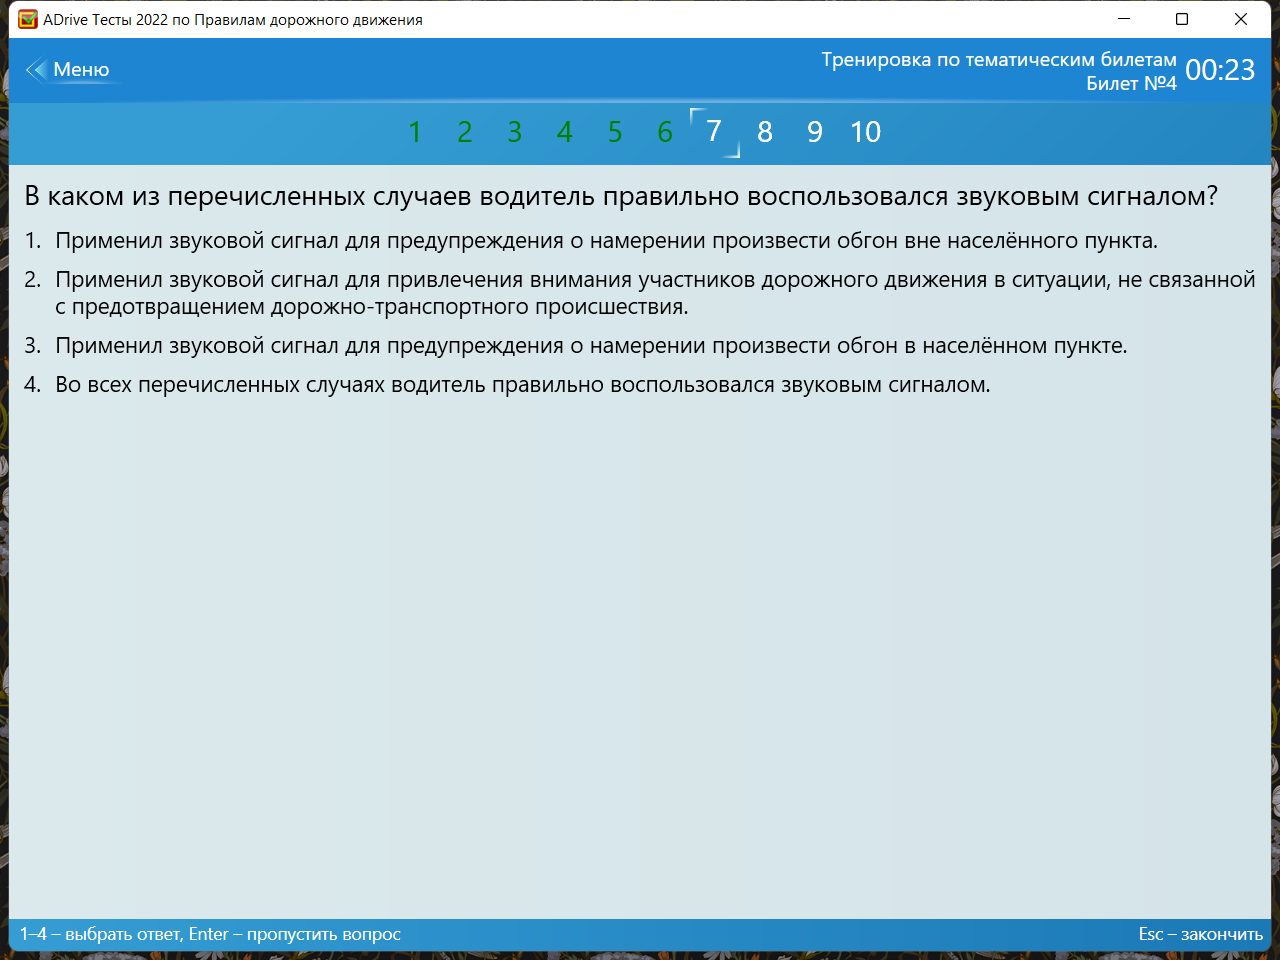 ADrive Тесты 2022 по Правилам дорожного движения
Меню
Тренировка по тематическим билетам
Билет №4
00:23
1 2 3 4 5 6 7 8 9 10
В каком из перечисленных случаев водитель правильно воспользовался звуковым сигналом?
1. Применил звуковой сигнал для предупреждения о намерении произвести обгон вне населённого пункта.
2. Применил звуковой сигнал для привлечения внимания участников дорожного движения в ситуации, не связанной
с предотвращением дорожно-транспортного происшествия.
3. Применил звуковой сигнал для предупреждения о намерении произвести обгон в населённом пункте.
4. Во всех перечисленных случаях водитель правильно воспользовался звуковым сигналом.
1–4 – выбрать ответ, Enter – пропустить вопрос
Esc – закончить